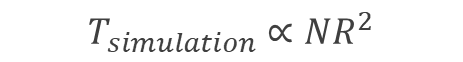 T_simulation ∝ NR²